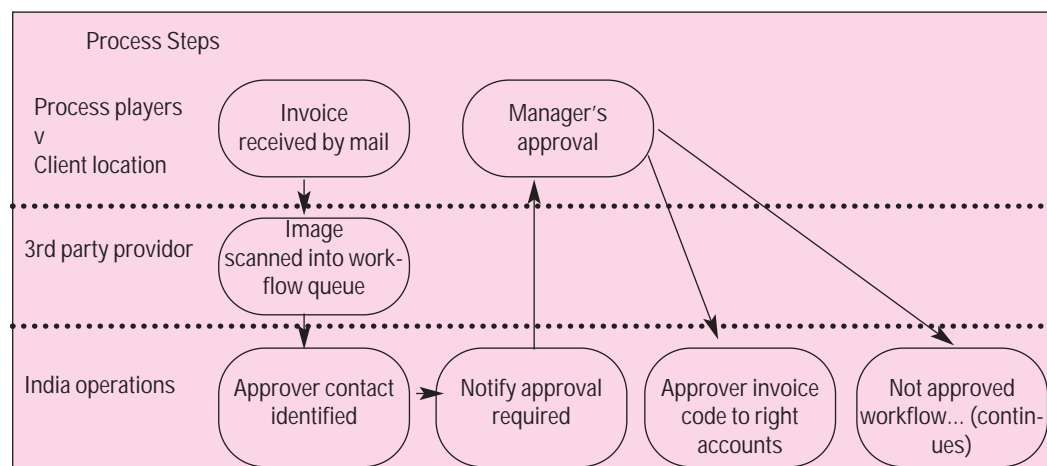 Process Steps
Process players
v
Client location
Invoice
received by mail
Manager's
approval
3rd party providor
Image
scanned into work-
flow queue
India operations
Approver contact
identified
Notify approval
required
Approver invoice
code to right
accounts
Not approved
workflow... (contin-
ues)